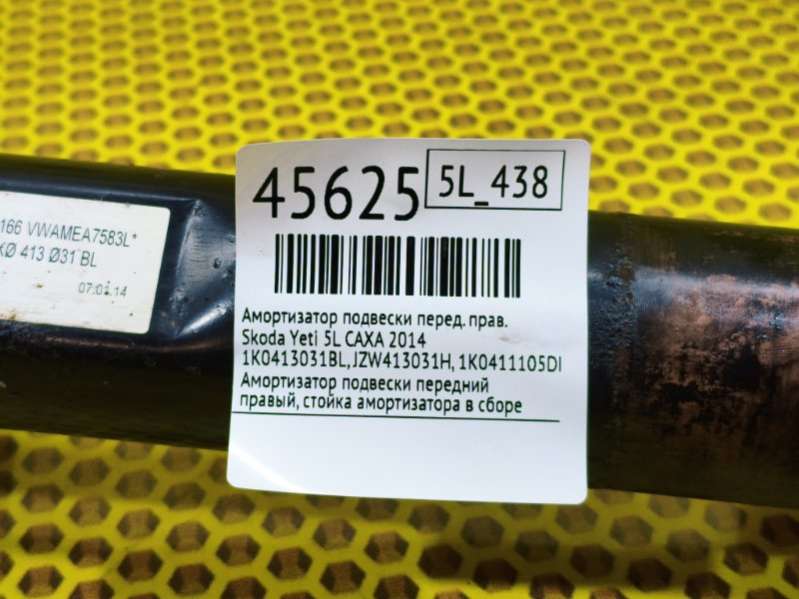 166 VWAMEA7583L*
KØ 413 Ø31 BL
07.01.14
45625
5L_438
Амортизатор подвески перед. прав.
Skoda Yeti 5L CAXA 2014
1K0413031BL, JZW413031H, 1K0411105DI
Амортизатор подвески передний
правый, стойка амортизатора в сборе